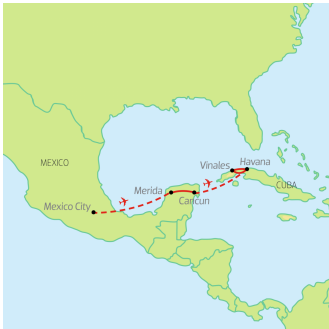 MEXICO
Mexico City
Merida
Cancun
Vinales
Havana
CUBA